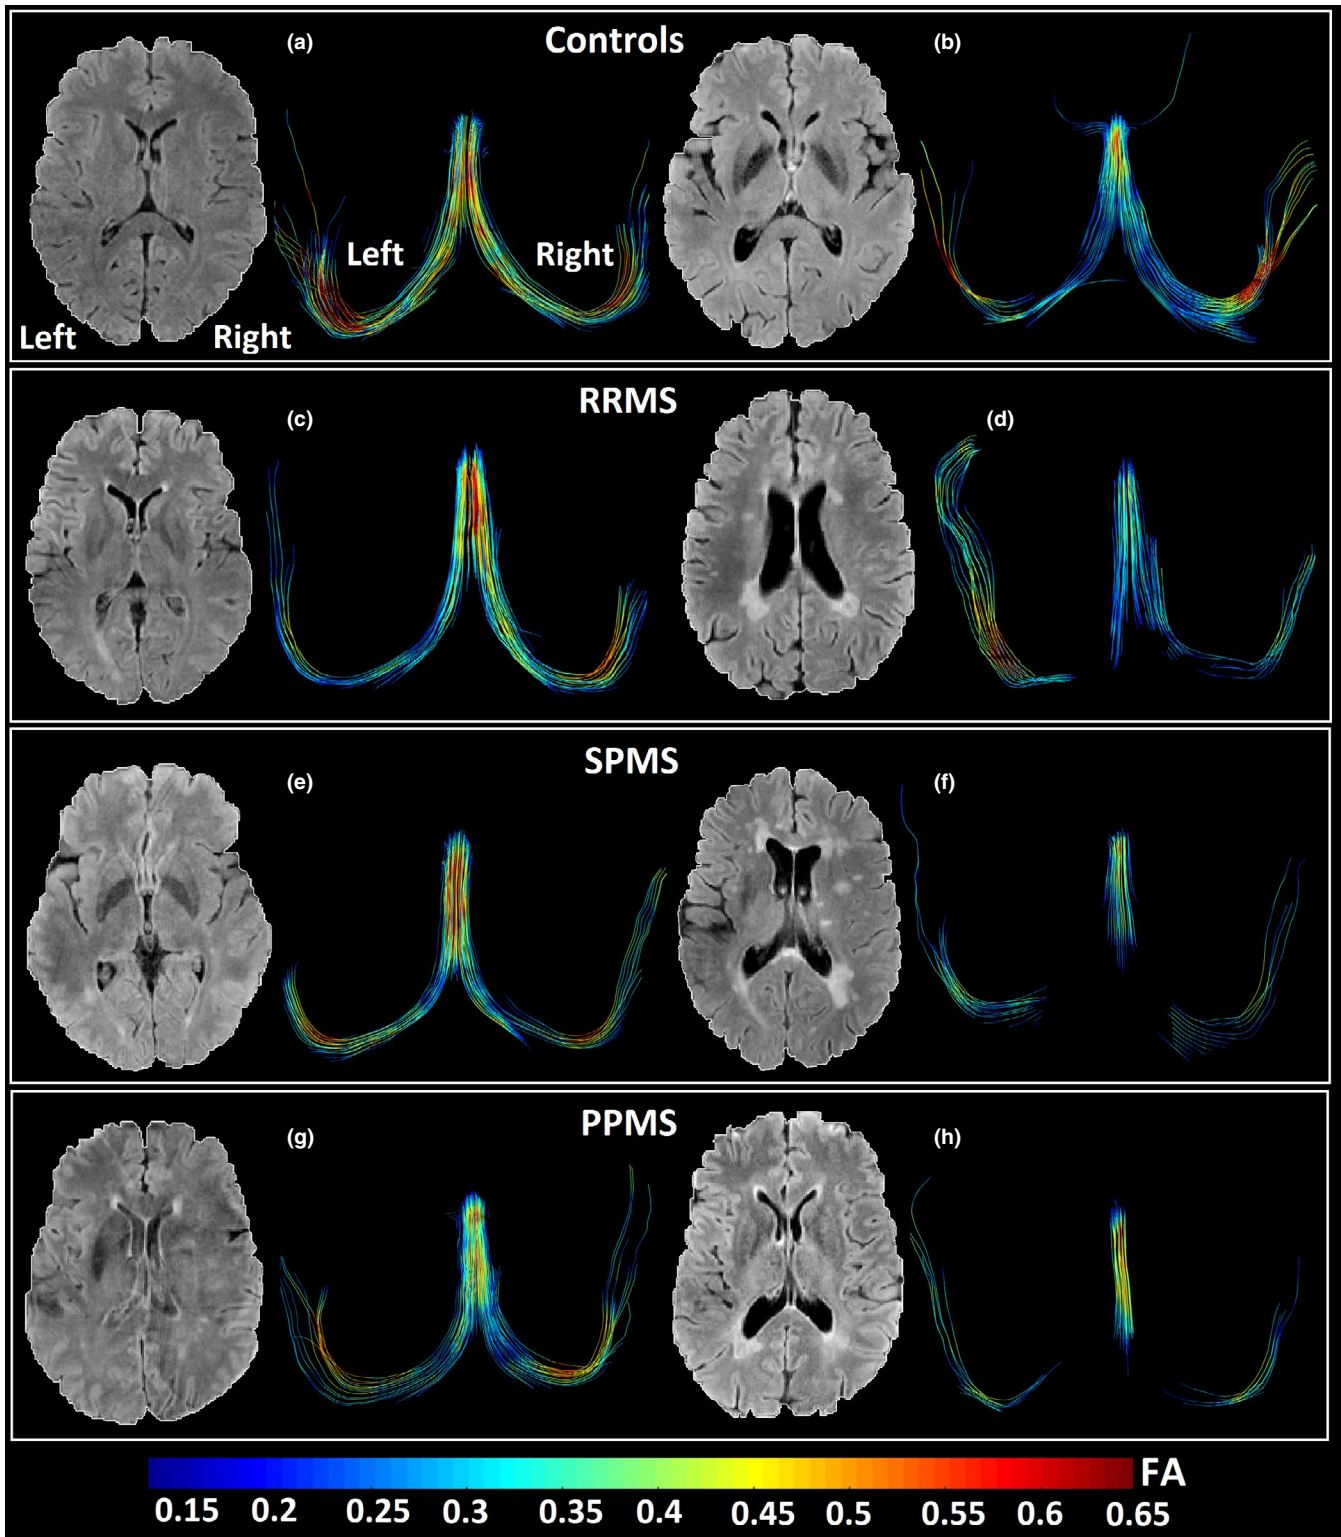 (a) Controls (b)
Left Right
Left Right
RRMS
(c) (d)
SPMS
(e) (f)
PPMS
(g) (h)
FA
0.15 0.2 0.25 0.3 0.35 0.4 0.45 0.5 0.55 0.6 0.65